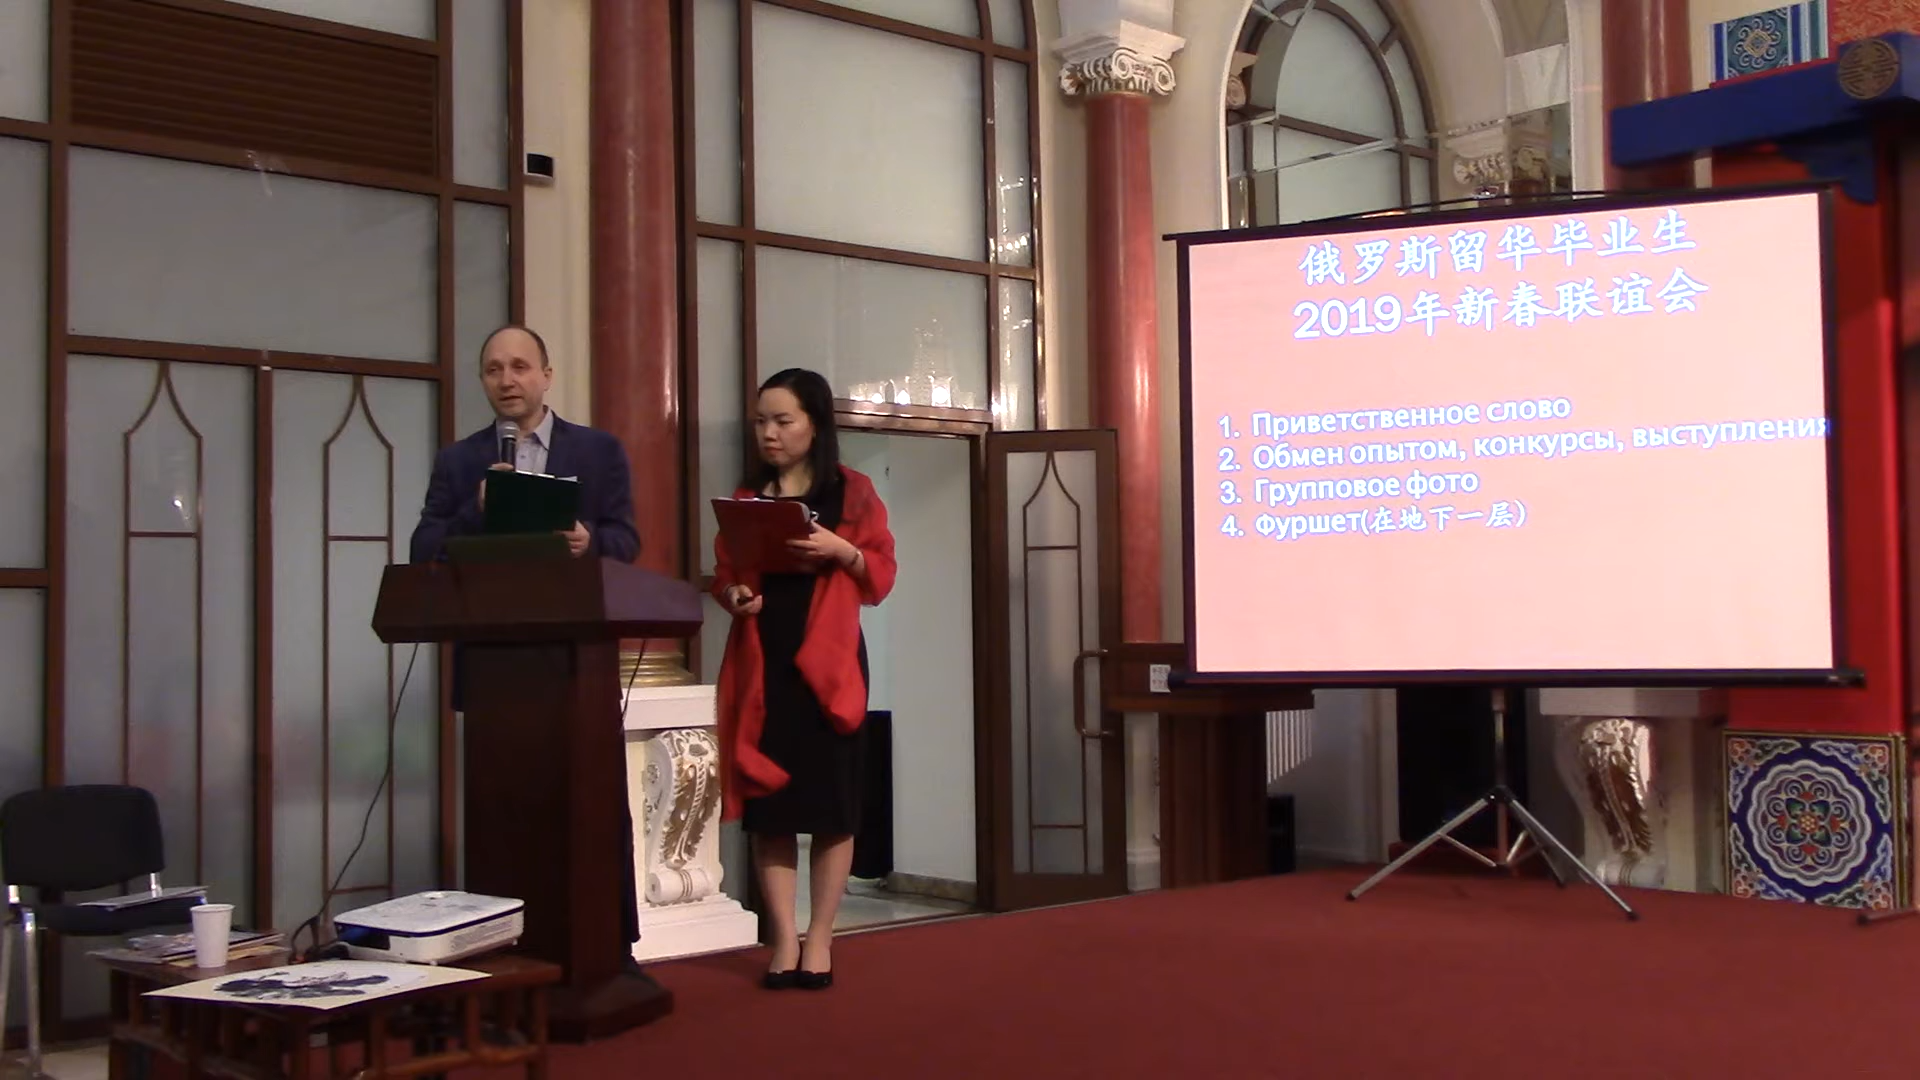 俄罗斯留华毕业生
2019年新春联谊会
1. Приветственное слово
2. Обмен опытом, конкурсы, выступления
3. Групповое фото
4. Фуршет(在地下一层)